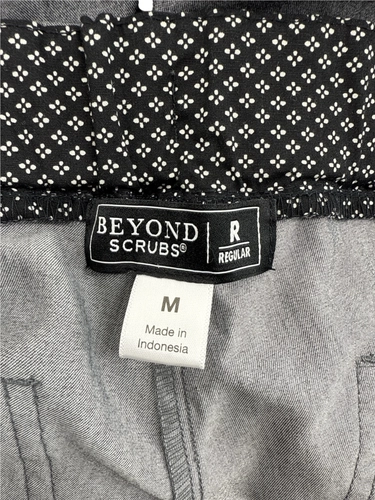 BEYOND
SCRUBS®
R
REGULAR
M
Made in
Indonesia